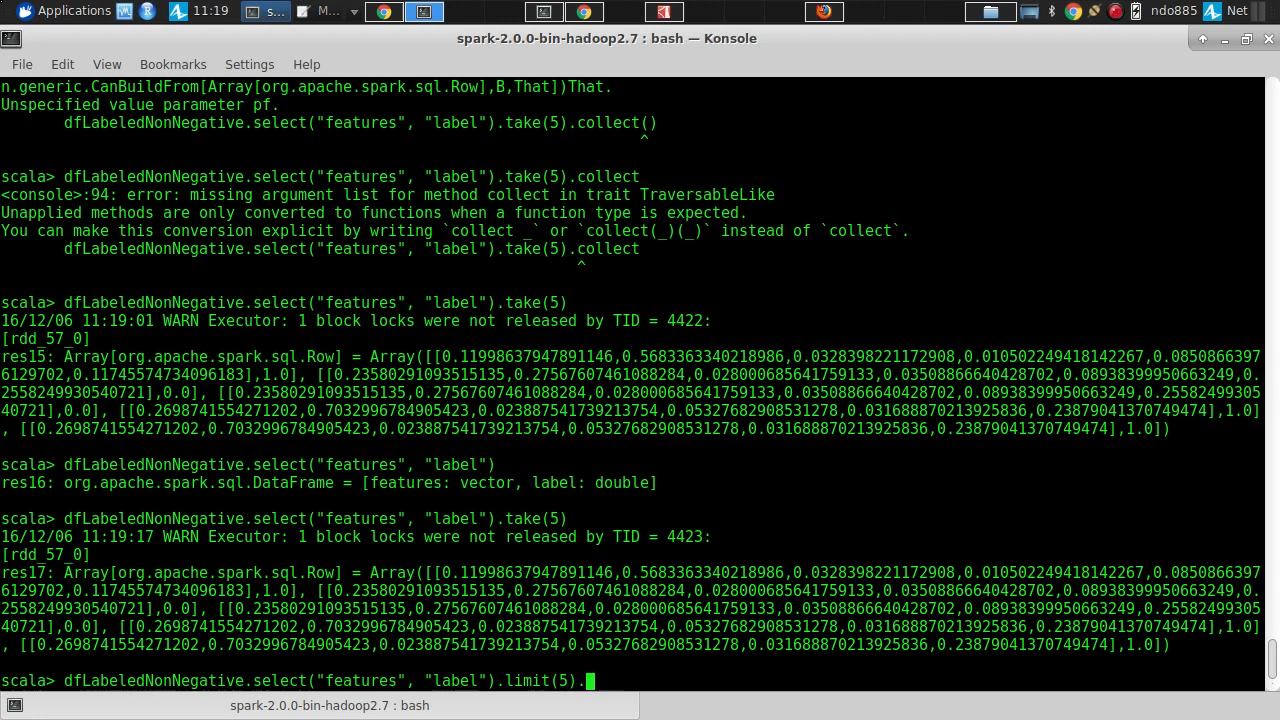 Applications 11:19 s... M... ndo885 Net
spark-2.0.0-bin-hadoop2.7 : bash — Konsole
File Edit View Bookmarks Settings Help
n.generic.CanBuildFrom[Array[org.apache.spark.sql.Row],B,That])That.
Unspecified value parameter pf.
dfLabeledNonNegative.select("features", "label").take(5).collect()
^
scala> dfLabeledNonNegative.select("features", "label").take(5).collect
<console>:94: error: missing argument list for method collect in trait TraversableLike
Unapplied methods are only converted to functions when a function type is expected.
You can make this conversion explicit by writing `collect _` or `collect(_)(_)` instead of `collect`.
dfLabeledNonNegative.select("features", "label").take(5).collect
^
scala> dfLabeledNonNegative.select("features", "label").take(5)
16/12/06 11:19:01 WARN Executor: 1 block locks were not released by TID = 4422:
[rdd_57_0]
res15: Array[org.apache.spark.sql.Row] = Array([[0.11998637947891146,0.5683363340218986,0.0328398221172908,0.010502249418142267,0.0850866397
6129702,0.11745574734096183],1.0], [[0.23580291093515135,0.27567607461088284,0.028000685641759133,0.03508866640428702,0.08938399950663249,0.
2558249930540721],0.0], [[0.23580291093515135,0.27567607461088284,0.028000685641759133,0.03508866640428702,0.08938399950663249,0.25582499305
40721],0.0], [[0.2698741554271202,0.7032996784905423,0.023887541739213754,0.05327682908531278,0.031688870213925836,0.23879041370749474],1.0]
, [[0.2698741554271202,0.7032996784905423,0.023887541739213754,0.05327682908531278,0.031688870213925836,0.23879041370749474],1.0])
scala> dfLabeledNonNegative.select("features", "label")
res16: org.apache.spark.sql.DataFrame = [features: vector, label: double]
scala> dfLabeledNonNegative.select("features", "label").take(5)
16/12/06 11:19:17 WARN Executor: 1 block locks were not released by TID = 4423:
[rdd_57_0]
res17: Array[org.apache.spark.sql.Row] = Array([[0.11998637947891146,0.5683363340218986,0.0328398221172908,0.010502249418142267,0.0850866397
6129702,0.11745574734096183],1.0], [[0.23580291093515135,0.27567607461088284,0.028000685641759133,0.03508866640428702,0.08938399950663249,0.
2558249930540721],0.0], [[0.23580291093515135,0.27567607461088284,0.028000685641759133,0.03508866640428702,0.08938399950663249,0.25582499305
40721],0.0], [[0.2698741554271202,0.7032996784905423,0.023887541739213754,0.05327682908531278,0.031688870213925836,0.23879041370749474],1.0]
, [[0.2698741554271202,0.7032996784905423,0.023887541739213754,0.05327682908531278,0.031688870213925836,0.23879041370749474],1.0])
scala> dfLabeledNonNegative.select("features", "label").limit(5).
spark-2.0.0-bin-hadoop2.7 : bash